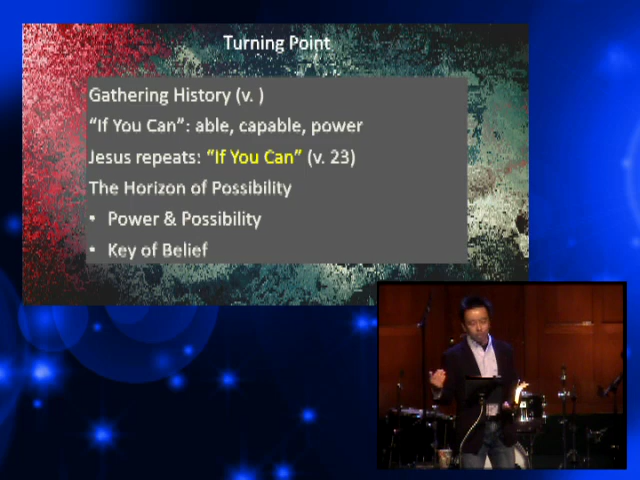 Turning Point
Gathering History (v. )
“If You Can”: able, capable, power
Jesus repeats: “If You Can” (v. 23)
The Horizon of Possibility
• Power & Possibility
• Key of Belief